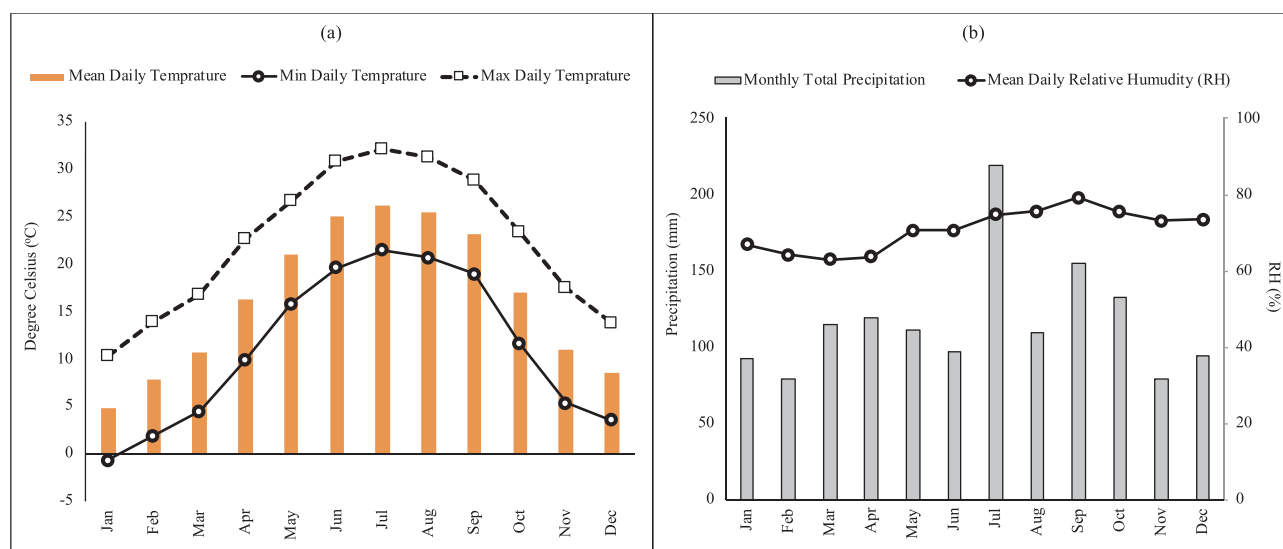 (a)
Mean Daily Temprature Min Daily Temprature Max Daily Temprature
Degree Celsius (ºC)
35
30
25
20
15
10
5
0
-5
Jan Feb Mar Apr May Jun Jul Aug Sep Oct Nov Dec
(b)
Monthly Total Precipitation Mean Daily Relative Humudity (RH)
Precipitation (mm)
250
200
150
100
50
0
100
80
60
40
20
0
RH (%)
Jan Feb Mar Apr May Jun Jul Aug Sep Oct Nov Dec